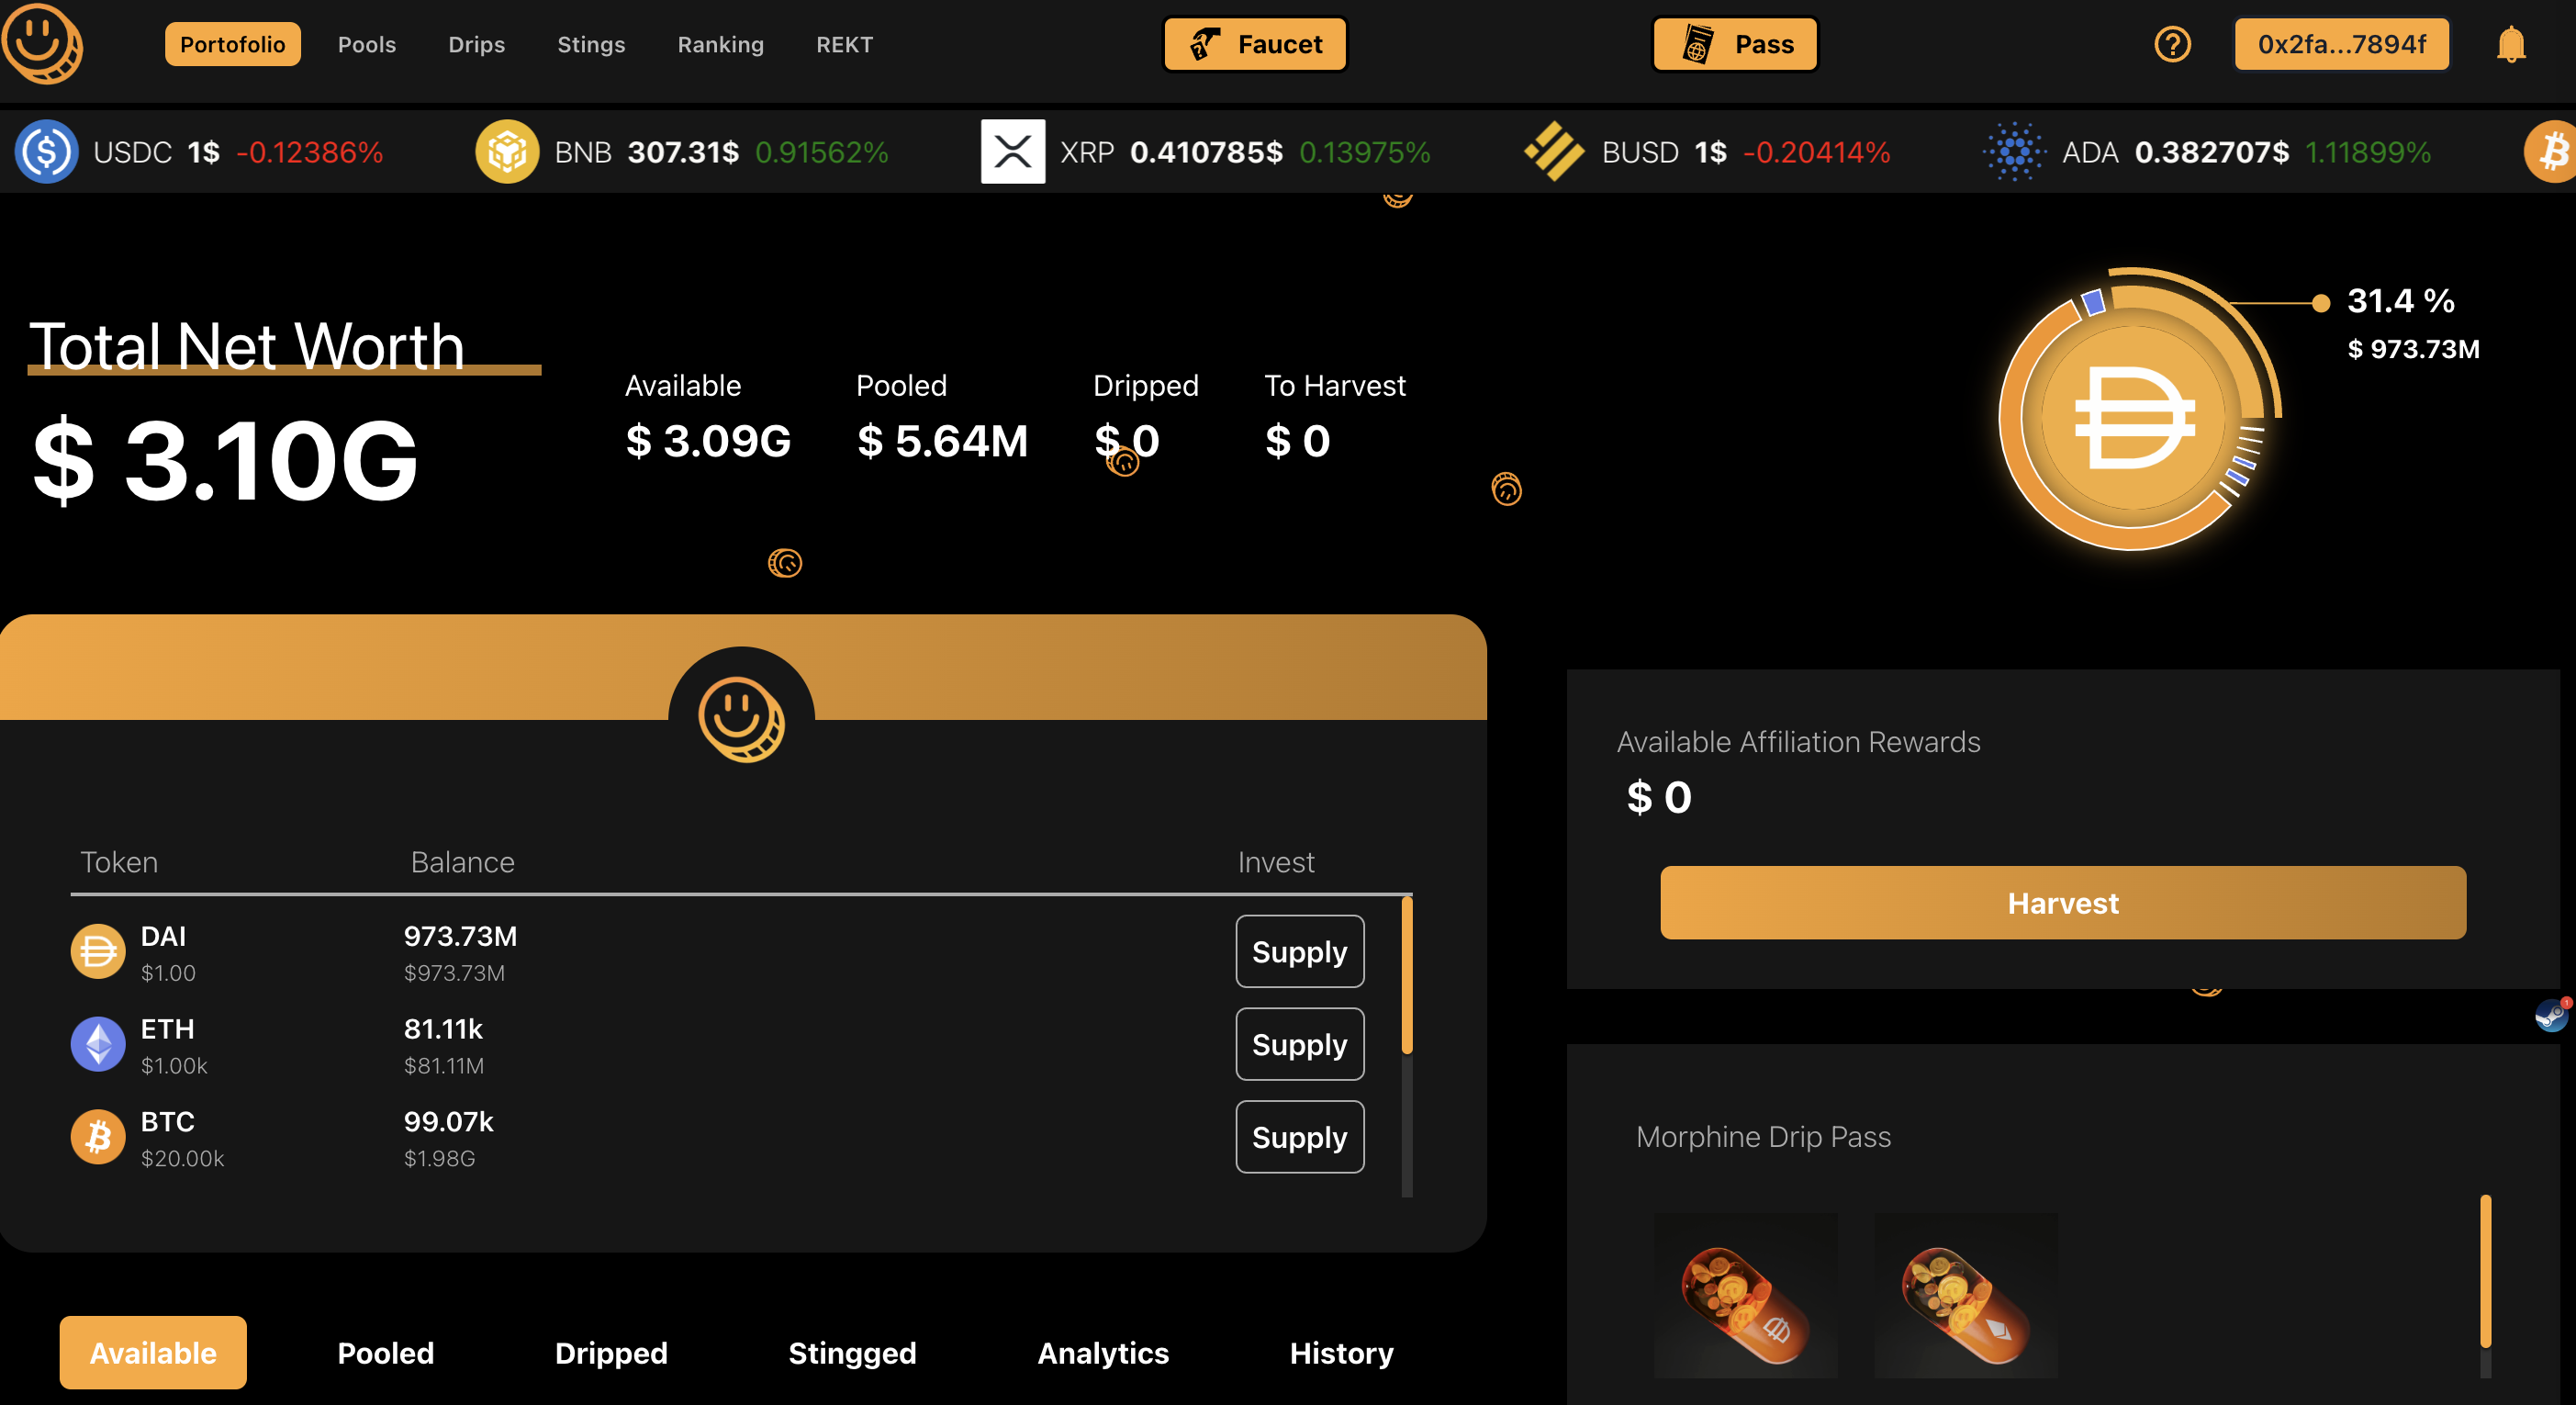 Portofolio Pools Drips Stings Ranking REKT Faucet Pass 0x2fa...7894f
USDC 1$ -0.12386% BNB 307.31$ 0.91562% XRP 0.410785$ 0.13975% BUSD 1$ -0.20414% ADA 0.382707$ 1.11899%
31.4 %
$ 973.73M
Total Net Worth
$ 3.10G
Available Pooled Dripped To Harvest
$ 3.09G $ 5.64M $ 0 $ 0
Available Affiliation Rewards
$ 0
Harvest
Token Balance Invest
DAI 973.73M
$1.00 $973.73M
Supply
ETH 81.11k
$1.00k $81.11M
Supply
BTC 99.07k
$20.00k $1.98G
Supply
Morphine Drip Pass
Available Pooled Dripped Stingged Analytics History